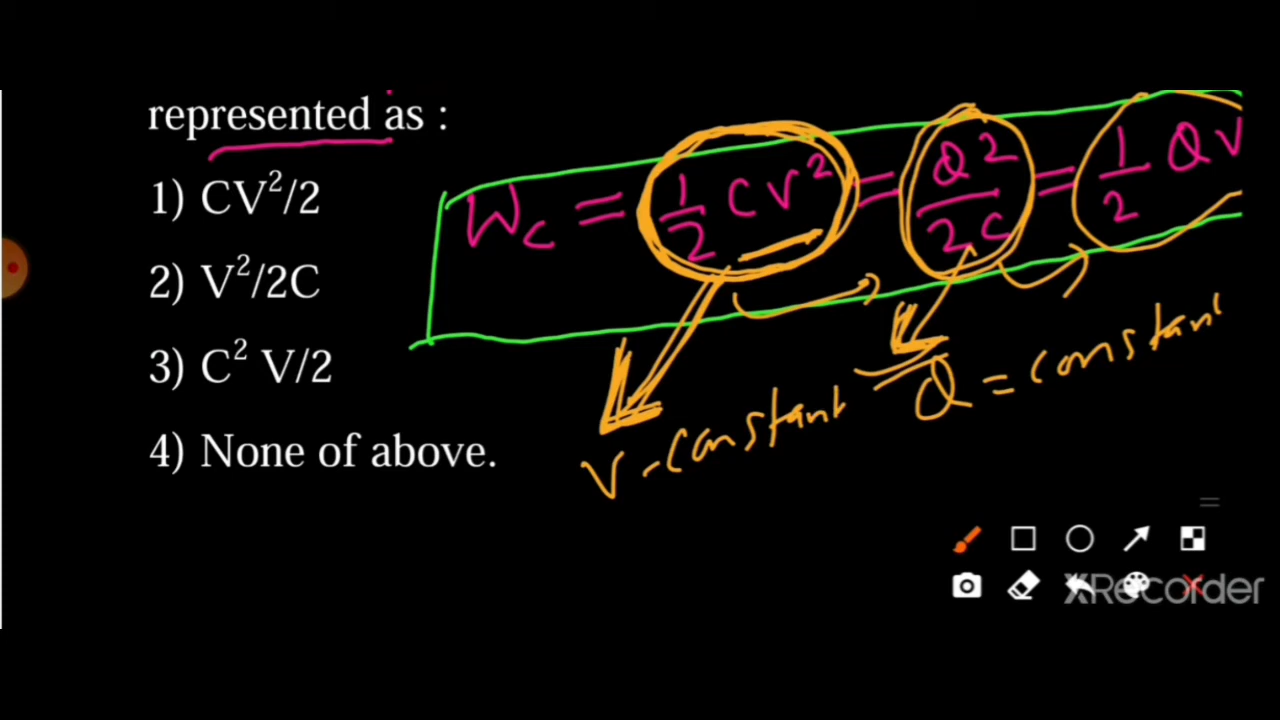 represented as :
1) CV²/2
2) V²/2C
3) C² V/2
4) None of above.
Wc = 1/2 CV² = Q²/2C = 1/2 QV
V-constant
Q = constant
XRecorder